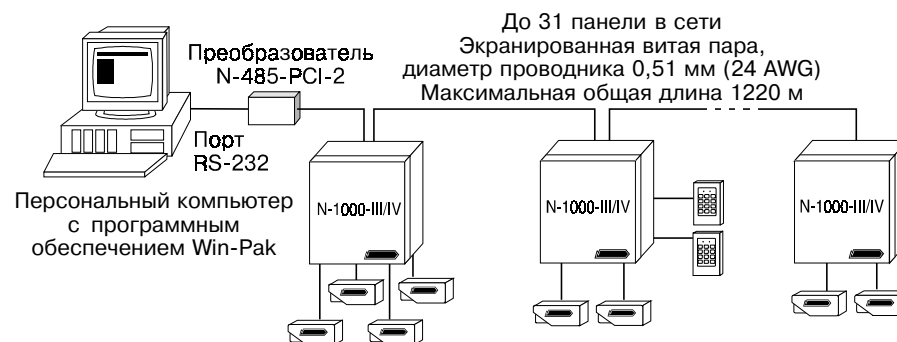 До 31 панели в сети
Экранированная витая пара,
диаметр проводника 0,51 мм (24 AWG)
Максимальная общая длина 1220 м
Преобразователь
N-485-PCI-2
Порт
RS-232
Персональный компьютер
с программным
обеспечением Win-Pak
N-1000-III/IV
N-1000-III/IV
N-1000-III/IV